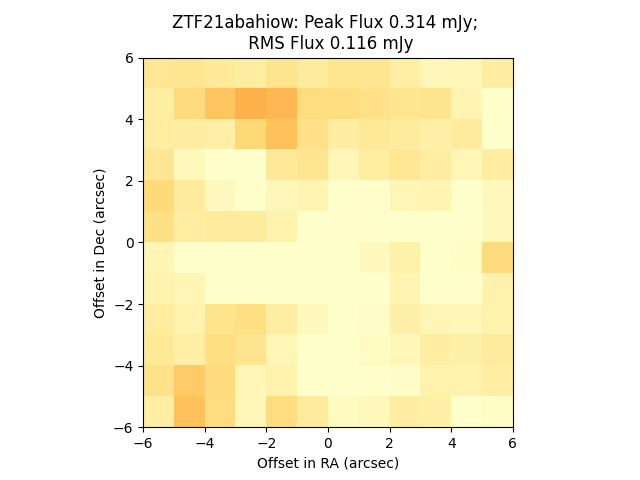 ZTF21abahiow: Peak Flux 0.314 mJy;
RMS Flux 0.116 mJy
6
4
2
0
−2
−4
−6
Offset in Dec (arcsec)
−6 −4 −2 0 2 4 6
Offset in RA (arcsec)